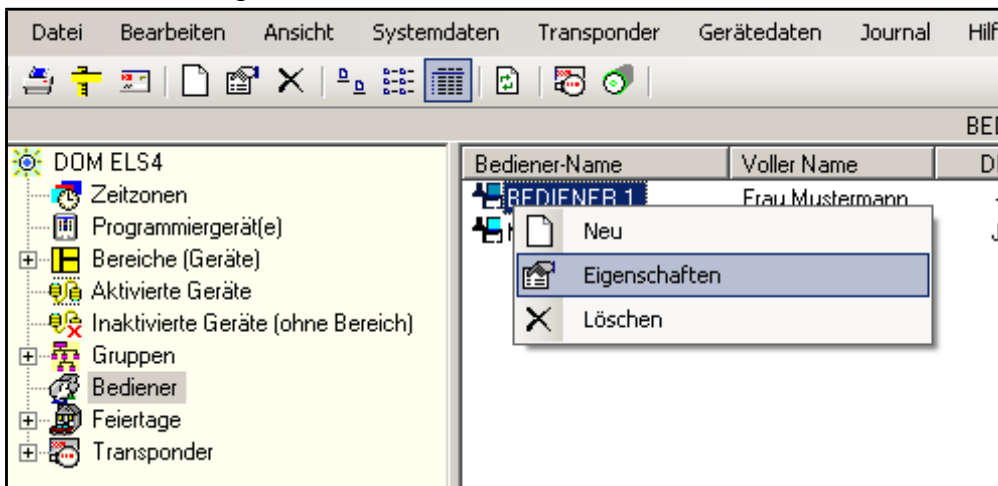 Datei Bearbeiten Ansicht Systemdaten Transponder Gerätedaten Journal Hilf
DOM ELS4
Zeitzonen
Programmiergerät(e)
Bereiche (Geräte)
Aktivierte Geräte
Inaktivierte Geräte (ohne Bereich)
Gruppen
Bediener
Feiertage
Transponder
Bediener-Name Voller Name
BEDIENER 1 Frau Mustermann
Neu
Eigenschaften
Löschen